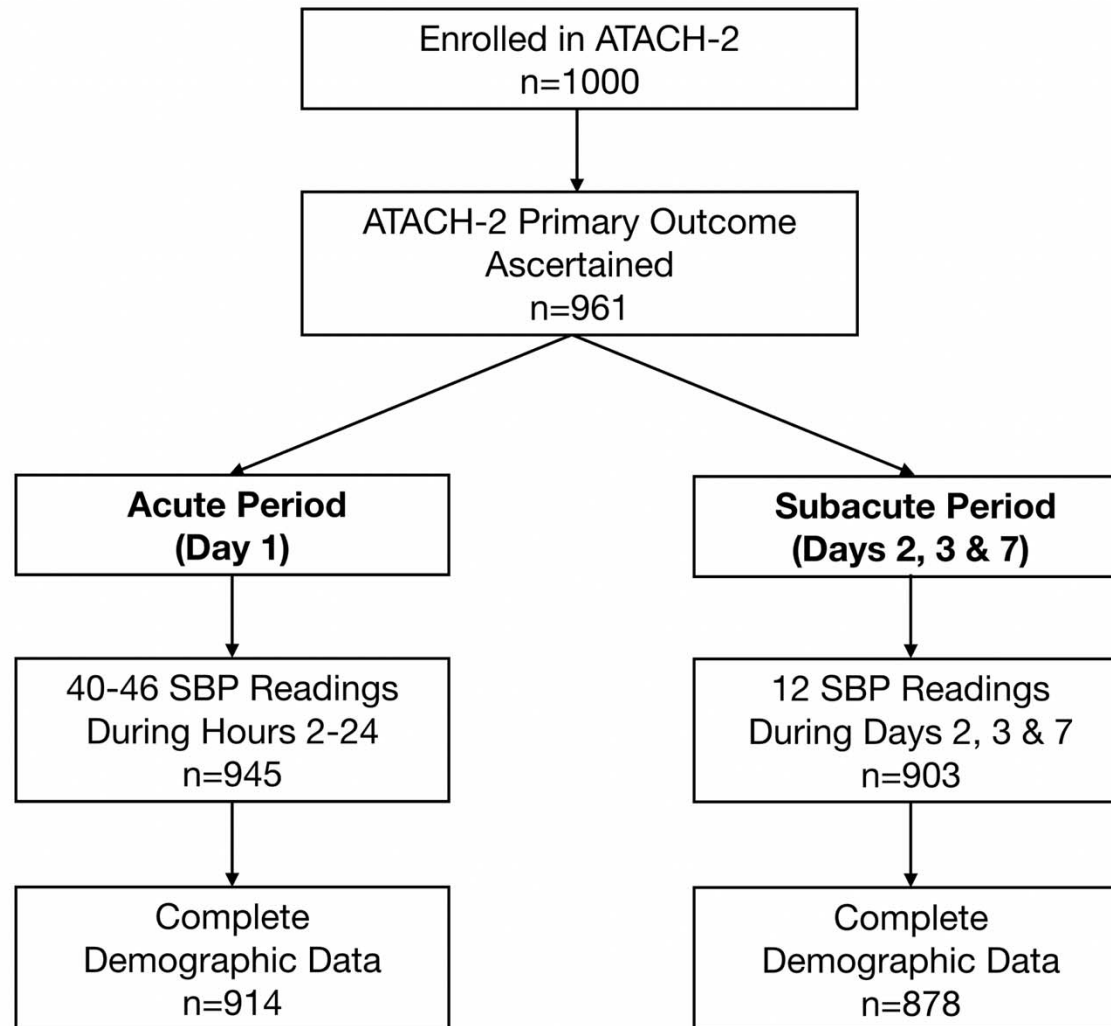 Enrolled in ATACH-2
n=1000
ATACH-2 Primary Outcome
Ascertained
n=961
Acute Period
(Day 1)
40-46 SBP Readings
During Hours 2-24
n=945
Complete
Demographic Data
n=914
Subacute Period
(Days 2, 3 & 7)
12 SBP Readings
During Days 2, 3 & 7
n=903
Complete
Demographic Data
n=878